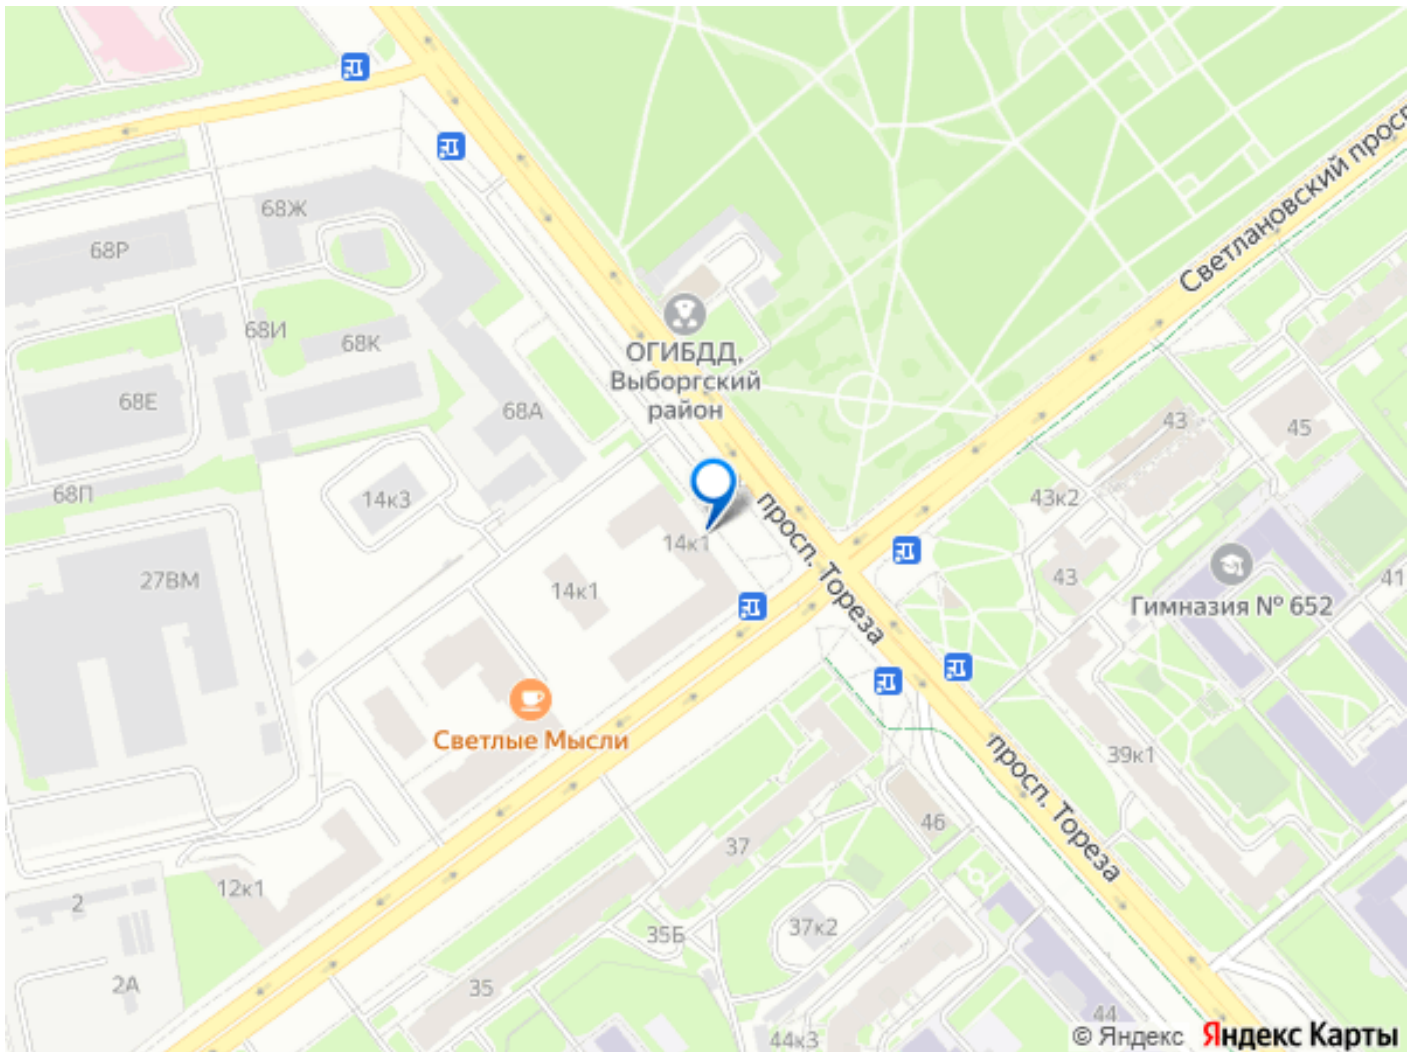 Светлановский просп
68Ж
68Р
68И
68К
ОГИБДД,
Выборгский
район
68Е
68А
43
45
68П
14к3
43к2
просп. Тореза
14к1
27ВМ
14к1
43
41
Гимназия № 652
Светлые Мысли
просп. Тореза
39к1
46
37
12к1
2
35Б
37к2
2А
35
44
44к3
© Яндекс Яндекс Карты